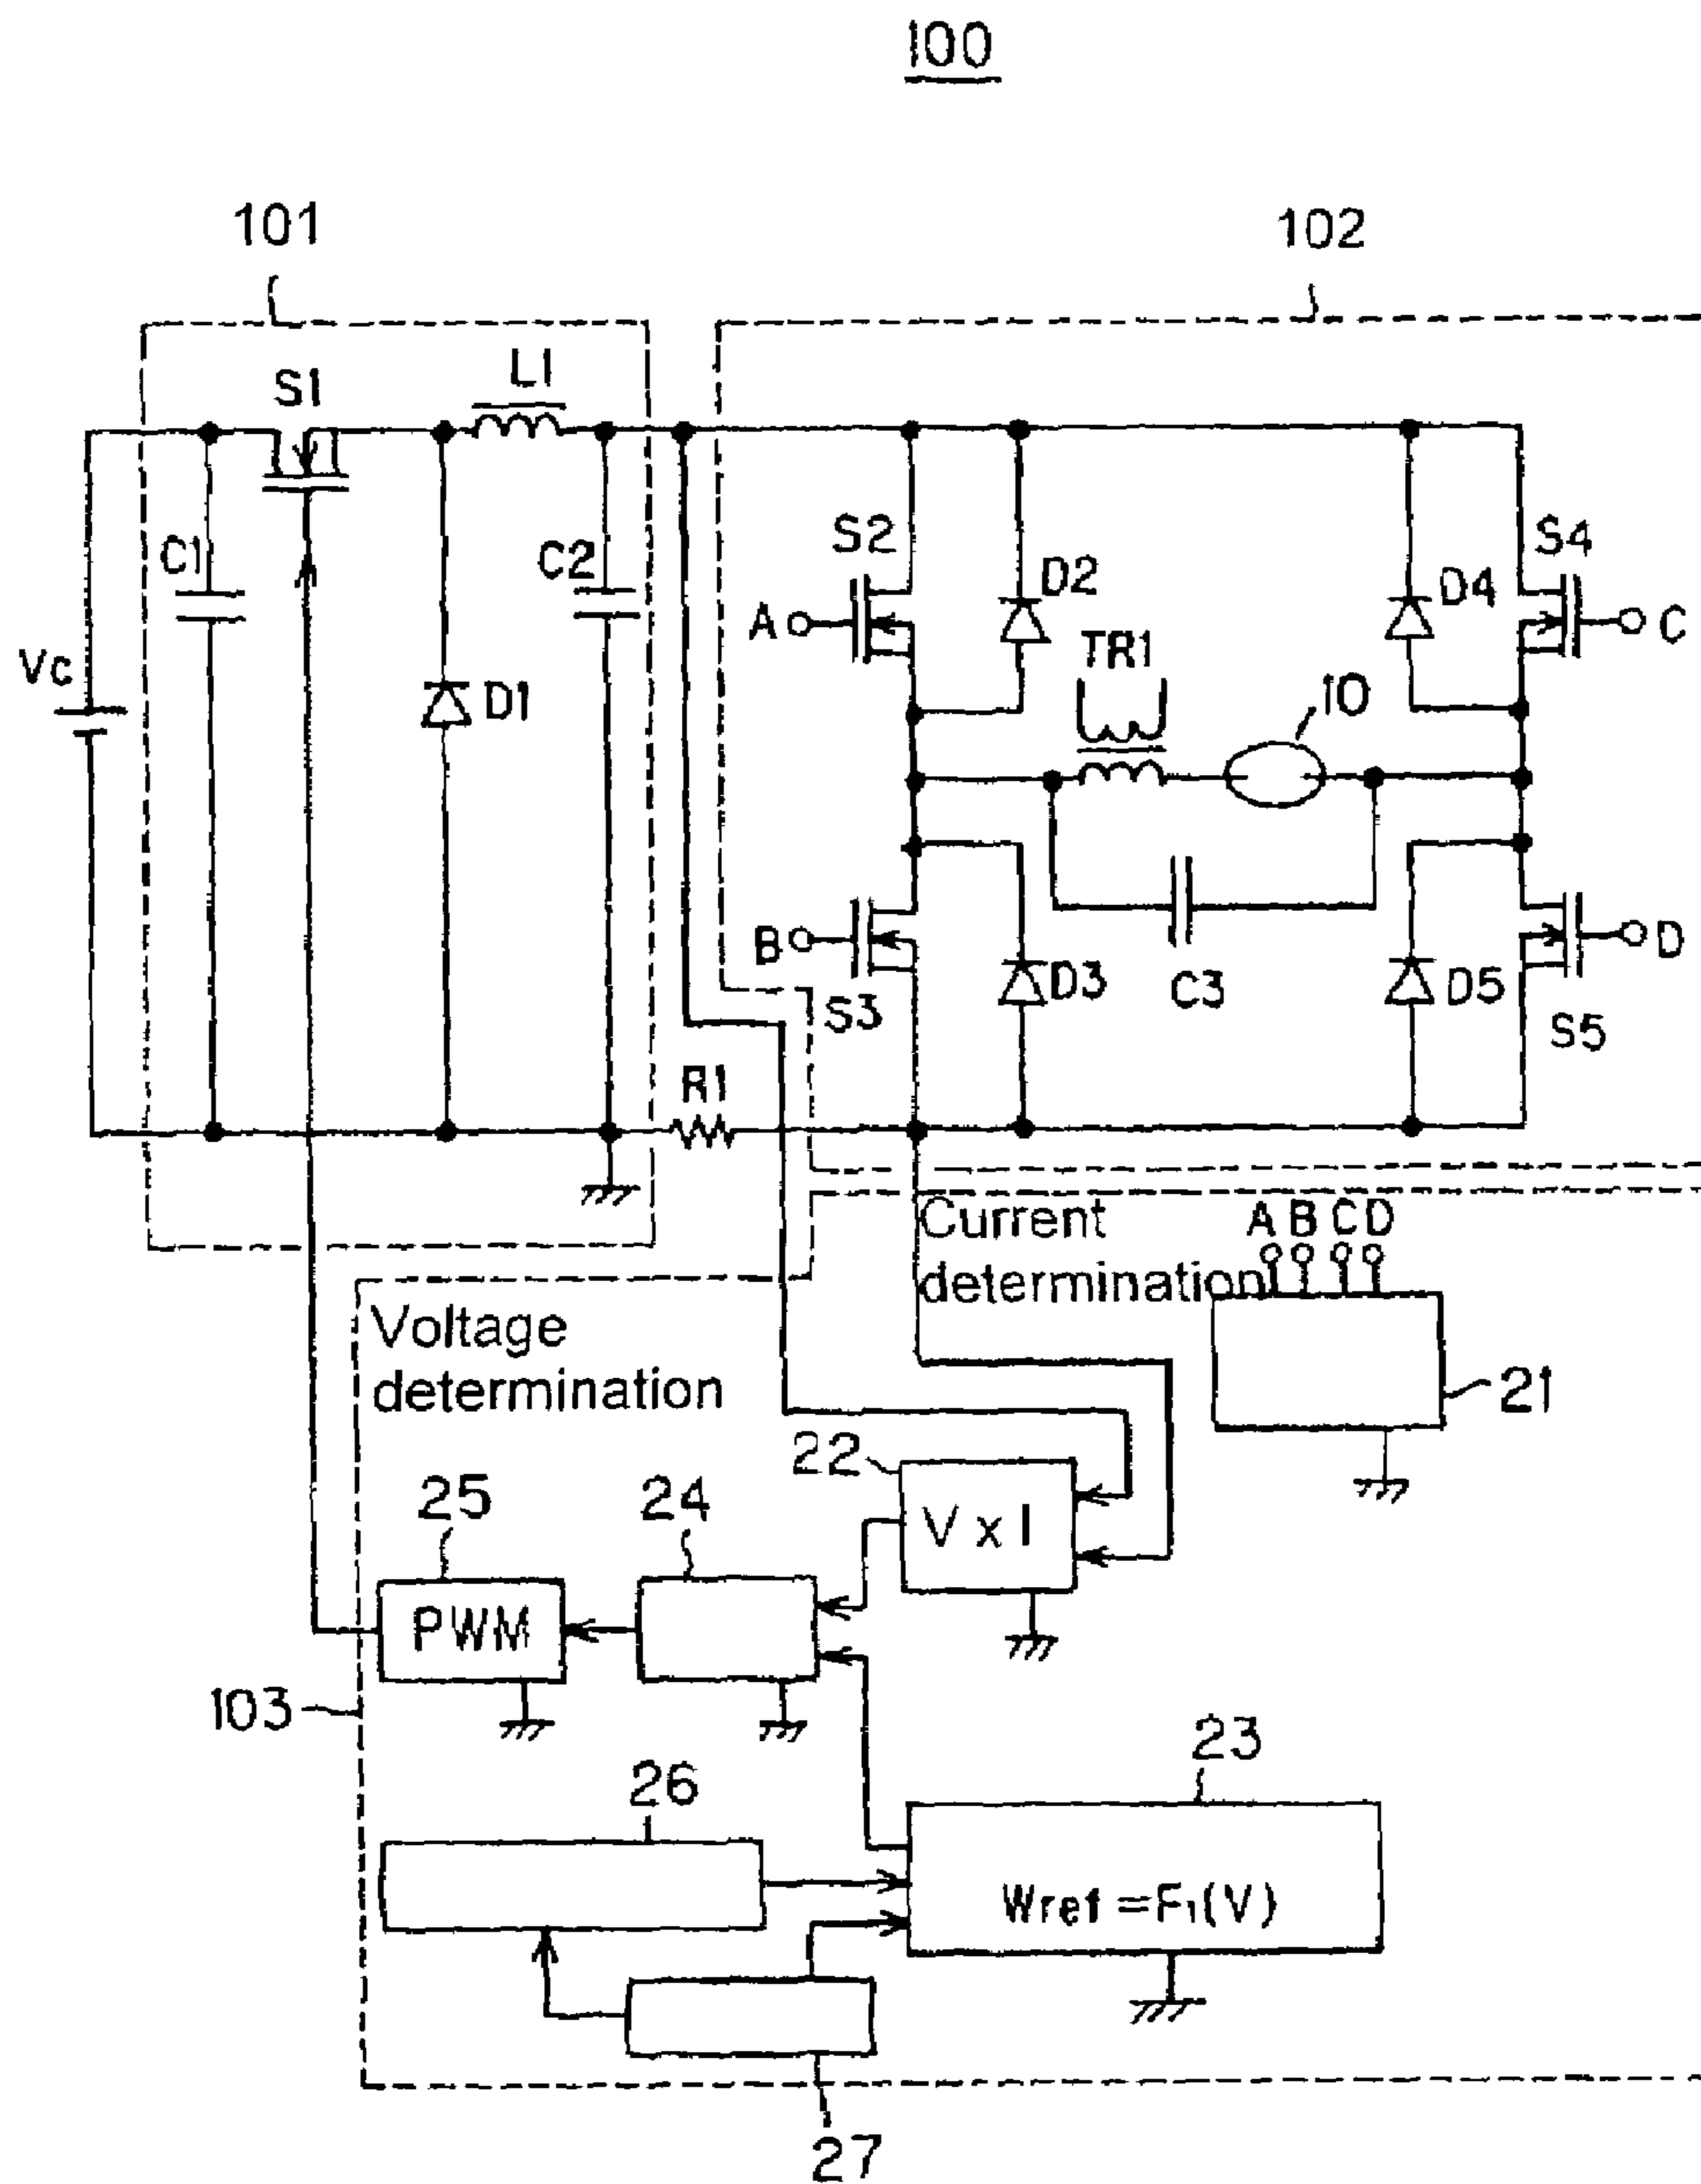 100
101
102
S1
L1
C1
C2
Vc
D1
S2
A
D2
TR1
10
D4
S4
C
B
S3
D3
C3
D5
D
S5
R1
Current
determination
A B C D
21
Voltage
determination
22
V x I
25
24
PWM
103
23
26
Wref = F1(V)
27